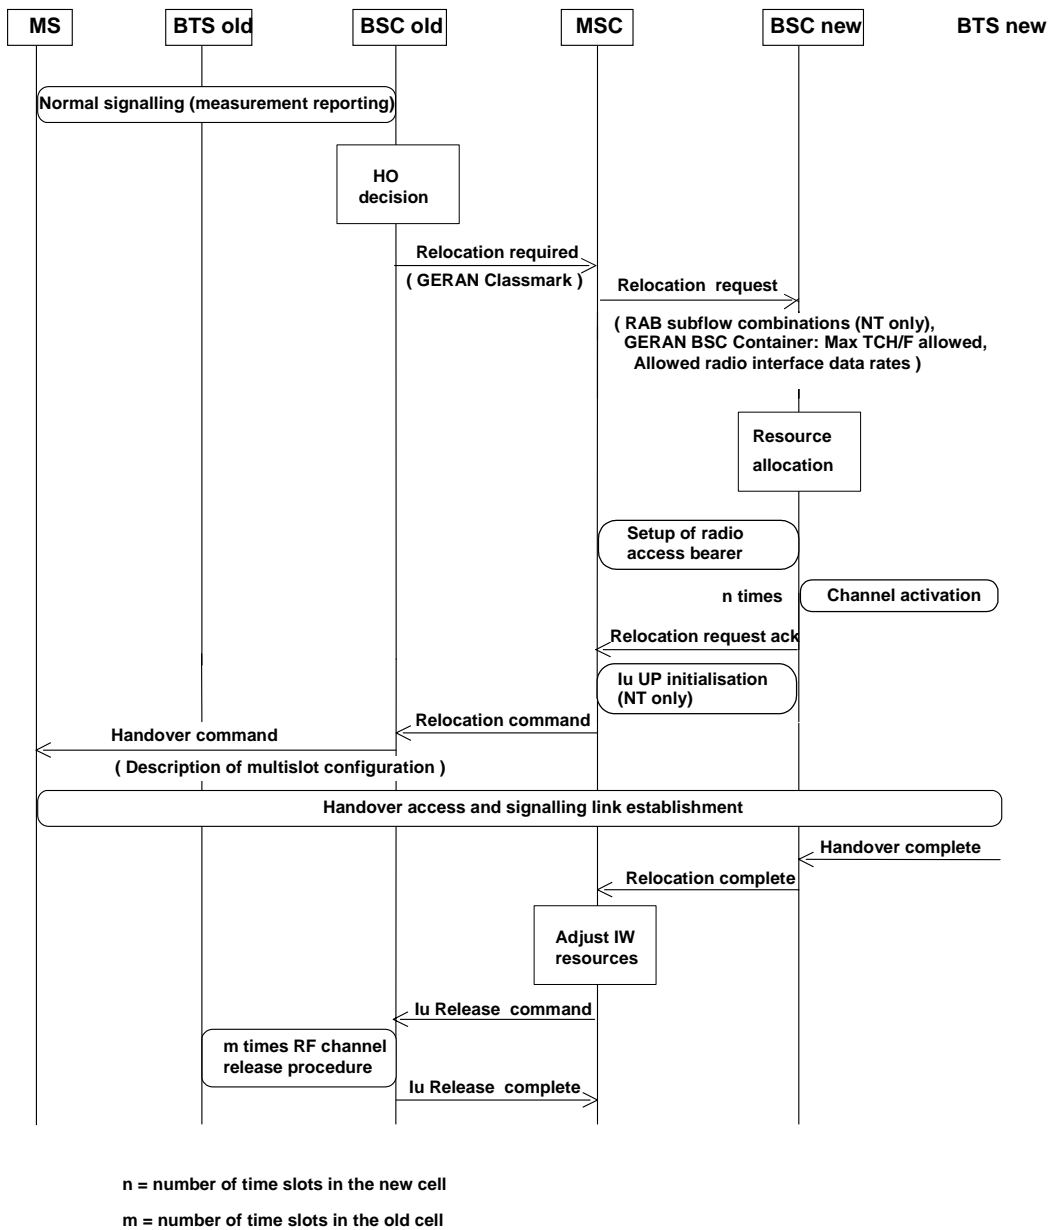 MS
BTS old
BSC old
MSC
BSC new
BTS new
Normal signalling (measurement reporting)
HO
decision
Relocation required
( GERAN Classmark )
Relocation request
( RAB subflow combinations (NT only),
GERAN BSC Container: Max TCH/F allowed,
Allowed radio interface data rates )
Resource
allocation
Setup of radio
access bearer
n times
Channel activation
Relocation request ack
Iu UP initialisation
(NT only)
Relocation command
Handover command
( Description of multislot configuration )
Handover access and signalling link establishment
Handover complete
Relocation complete
Adjust IW
resources
Iu Release command
m times RF channel
release procedure
Iu Release complete
n = number of time slots in the new cell
m = number of time slots in the old cell